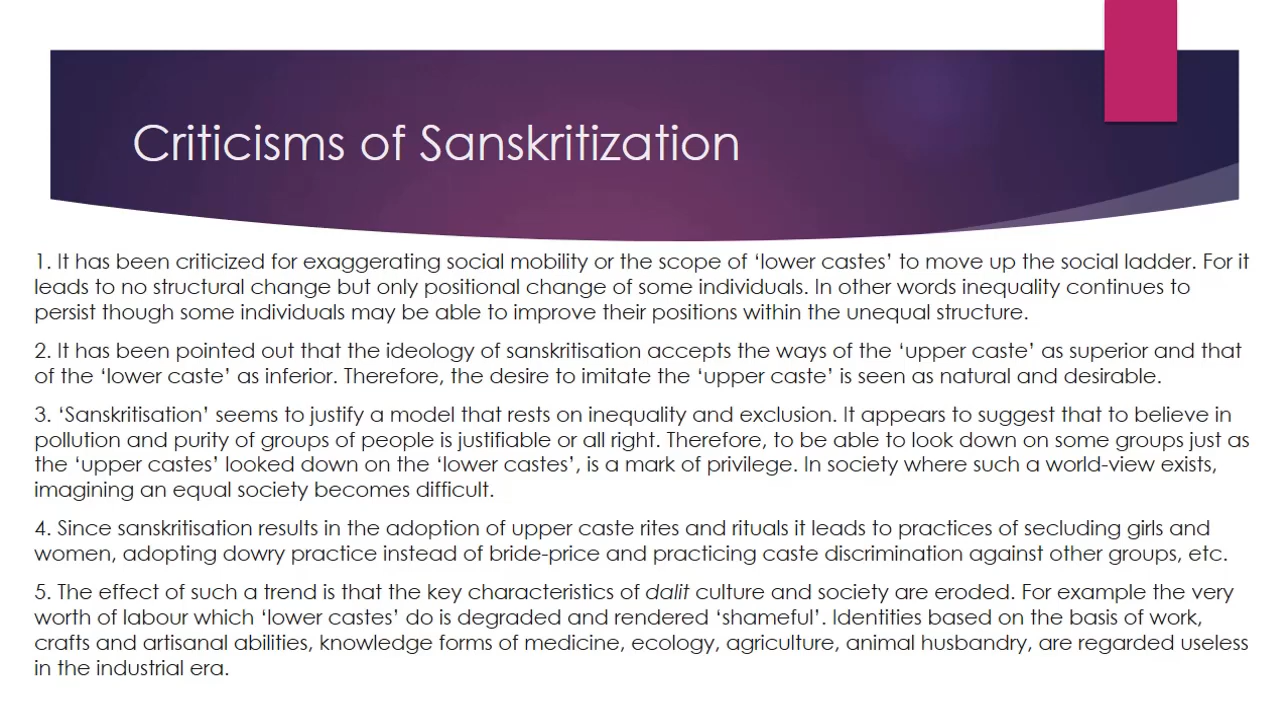 Criticisms of Sanskritization
1. It has been criticized for exaggerating social mobility or the scope of ‘lower castes’ to move up the social ladder. For it
leads to no structural change but only positional change of some individuals. In other words inequality continues to
persist though some individuals may be able to improve their positions within the unequal structure.
2. It has been pointed out that the ideology of sanskritisation accepts the ways of the ‘upper caste’ as superior and that
of the ‘lower caste’ as inferior. Therefore, the desire to imitate the ‘upper caste’ is seen as natural and desirable.
3. ‘Sanskritisation’ seems to justify a model that rests on inequality and exclusion. It appears to suggest that to believe in
pollution and purity of groups of people is justifiable or all right. Therefore, to be able to look down on some groups just as
the ‘upper castes’ looked down on the ‘lower castes’, is a mark of privilege. In society where such a world-view exists,
imagining an equal society becomes difficult.
4. Since sanskritisation results in the adoption of upper caste rites and rituals it leads to practices of secluding girls and
women, adopting dowry practice instead of bride-price and practicing caste discrimination against other groups, etc.
5. The effect of such a trend is that the key characteristics of dalit culture and society are eroded. For example the very
worth of labour which ‘lower castes’ do is degraded and rendered ‘shameful’. Identities based on the basis of work,
crafts and artisanal abilities, knowledge forms of medicine, ecology, agriculture, animal husbandry, are regarded useless
in the industrial era.